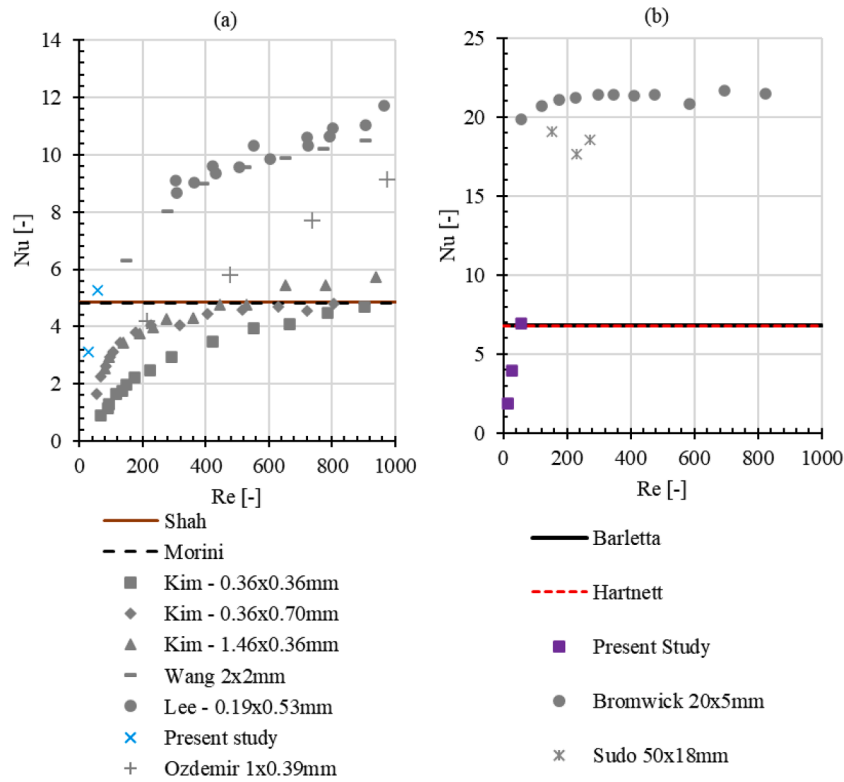 (a)
14
12
10
8
6
4
2
0
Nu [-]
0 200 400 600 800 1000
Re [-]
Shah
Morini
Kim - 0.36x0.36mm
Kim - 0.36x0.70mm
Kim - 1.46x0.36mm
Wang 2x2mm
Lee - 0.19x0.53mm
Present study
Ozdemir 1x0.39mm
(b)
25
20
15
10
5
0
Nu [-]
0 200 400 600 800 1000
Re [-]
Barletta
Hartnett
Present Study
Bromwick 20x5mm
Sudo 50x18mm